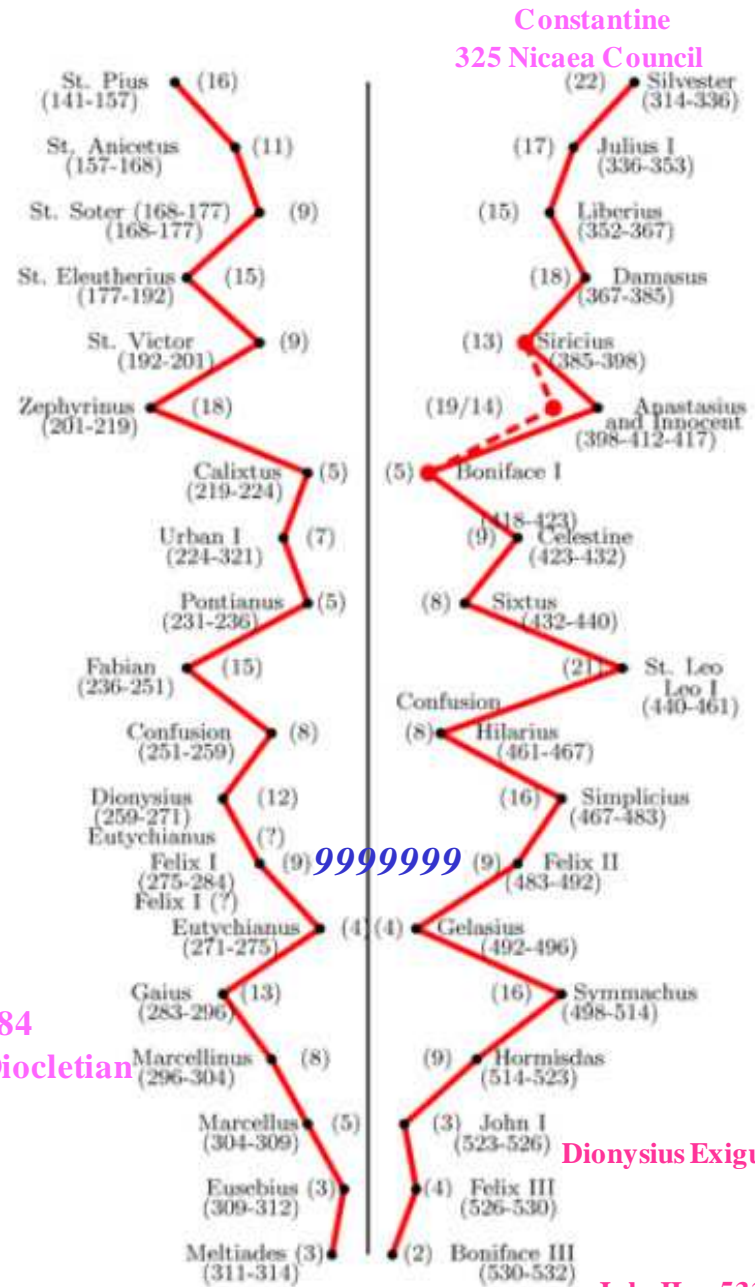 Constantine
325 Nicaea Council
St. Pius (16)
(141-157)
St. Anicetus (11)
(157-168)
St. Soter (168-177) (9)
(168-177)
St. Eleutherius (15)
(177-192)
St. Victor (9)
(192-201)
Zephyrinus (18)
(201-219)
Calixtus (5)
(219-224)
Urban I (7)
(224-321)
Pontianus (5)
(231-236)
Fabian (15)
(236-251)
Confusion (8)
(251-259)
Dionysius (12)
(259-271)
Eutychianus (?)
Felix I (9)
(275-284)
Felix I (?)
Eutychianus (4)
(271-275)
Gaius (13)
(283-296)
84
Diocletian
Marcellinus (8)
(296-304)
Marcellus (5)
(304-309)
Eusebius (3)
(309-312)
Meltiades (3)
(311-314)
9999999
(22) Silvester
(314-336)
(17) Julius I
(336-353)
(15) Liberius
(352-367)
(18) Damasus
(367-385)
(13) Siricius
(385-398)
(19/14) Anastasius
and Innocent
(398-412-417)
(5) Boniface I
(418-423)
(9) Celestine
(423-432)
(8) Sixtus
(432-440)
(21) St. Leo
Leo I
(440-461)
Confusion
(8) Hilarius
(461-467)
(16) Simplicius
(467-483)
(9) Felix II
(483-492)
(4) Gelasius
(492-496)
(16) Symmachus
(498-514)
(9) Hormisdas
(514-523)
(3) John I
(523-526)
Dionysius Exigu
(4) Felix III
(526-530)
(2) Boniface III
(530-532)